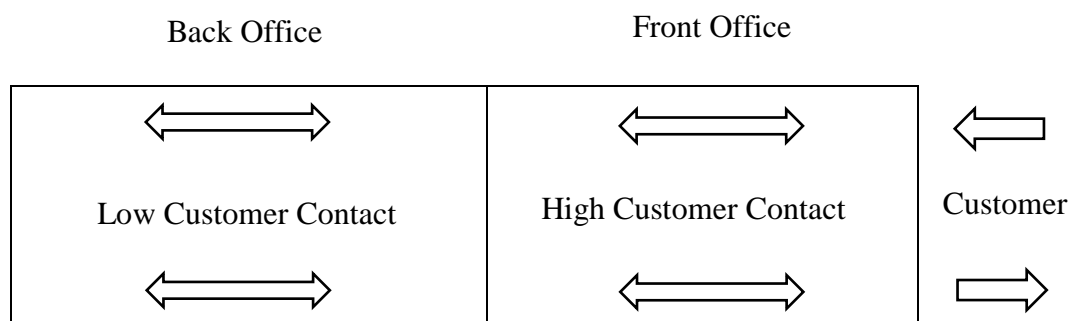 Back Office
Front Office
Low Customer Contact
High Customer Contact
Customer